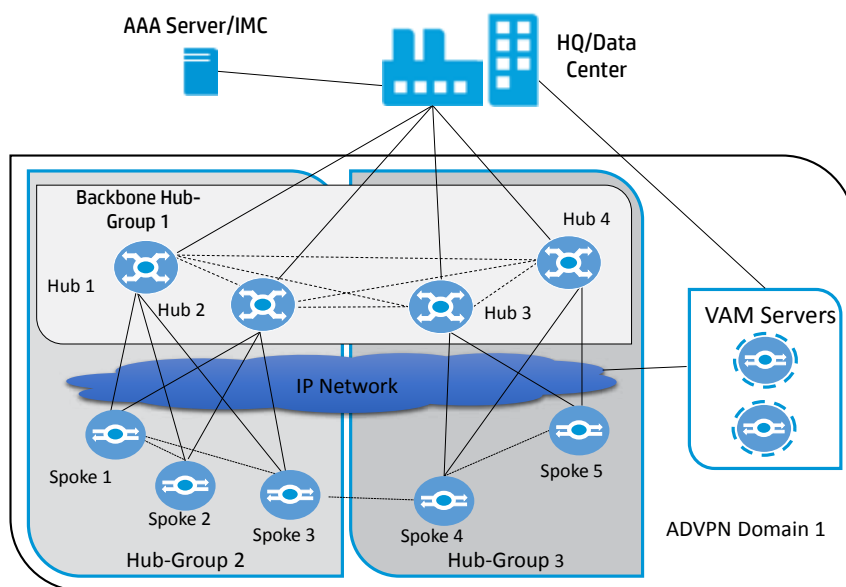 AAA Server/IMC
HQ/Data
Center
Backbone Hub-
Group 1
Hub 4
Hub 1
Hub 2
Hub 3
VAM Servers
IP Network
Spoke 1
Spoke 5
Spoke 2
Spoke 3
Spoke 4
ADVPN Domain 1
Hub-Group 2
Hub-Group 3